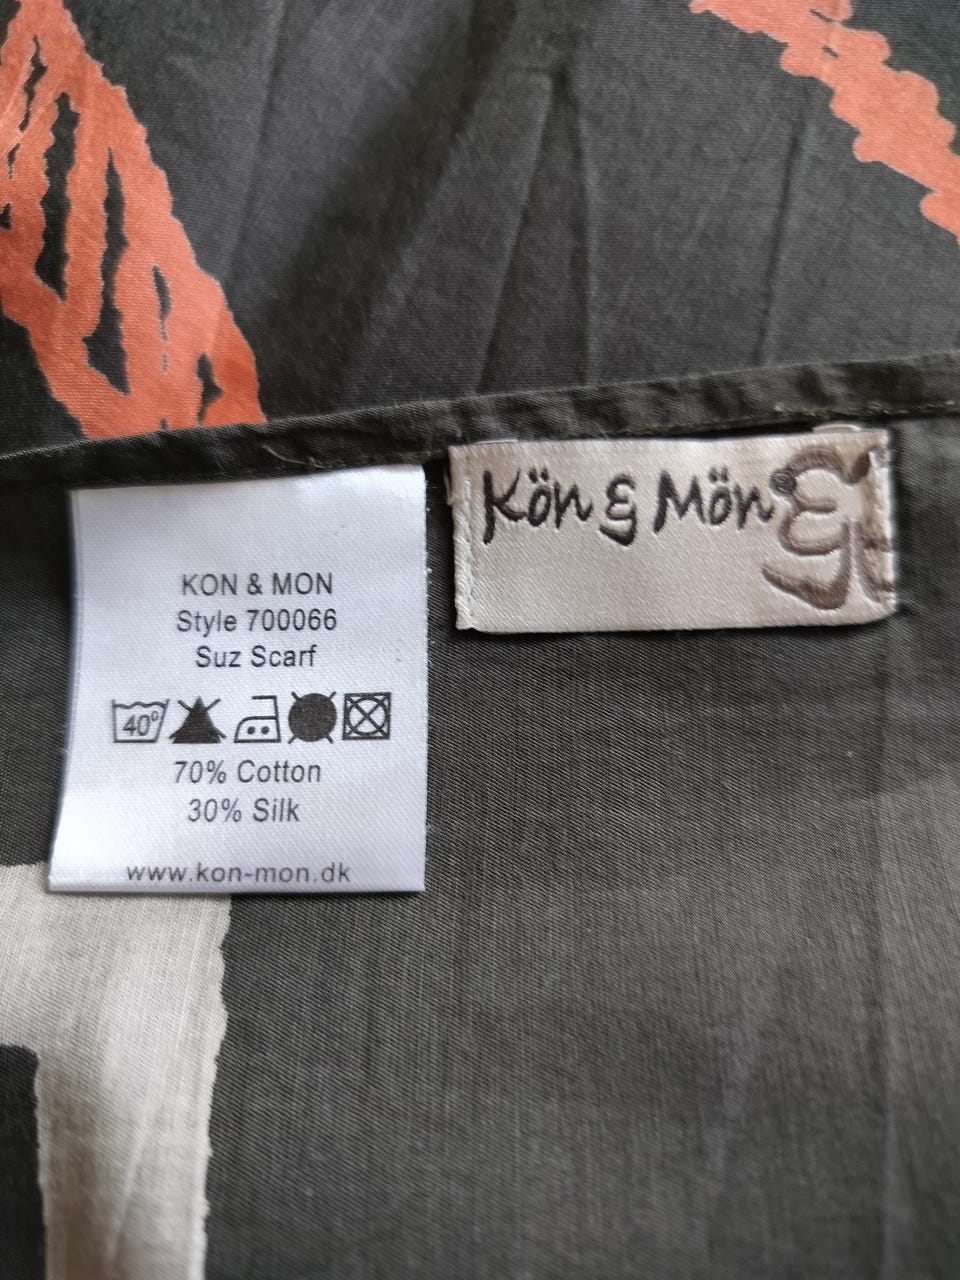 Kön & Mön
KON & MON
Style 700066
Suz Scarf
40°
70% Cotton
30% Silk
www.kon-mon.dk